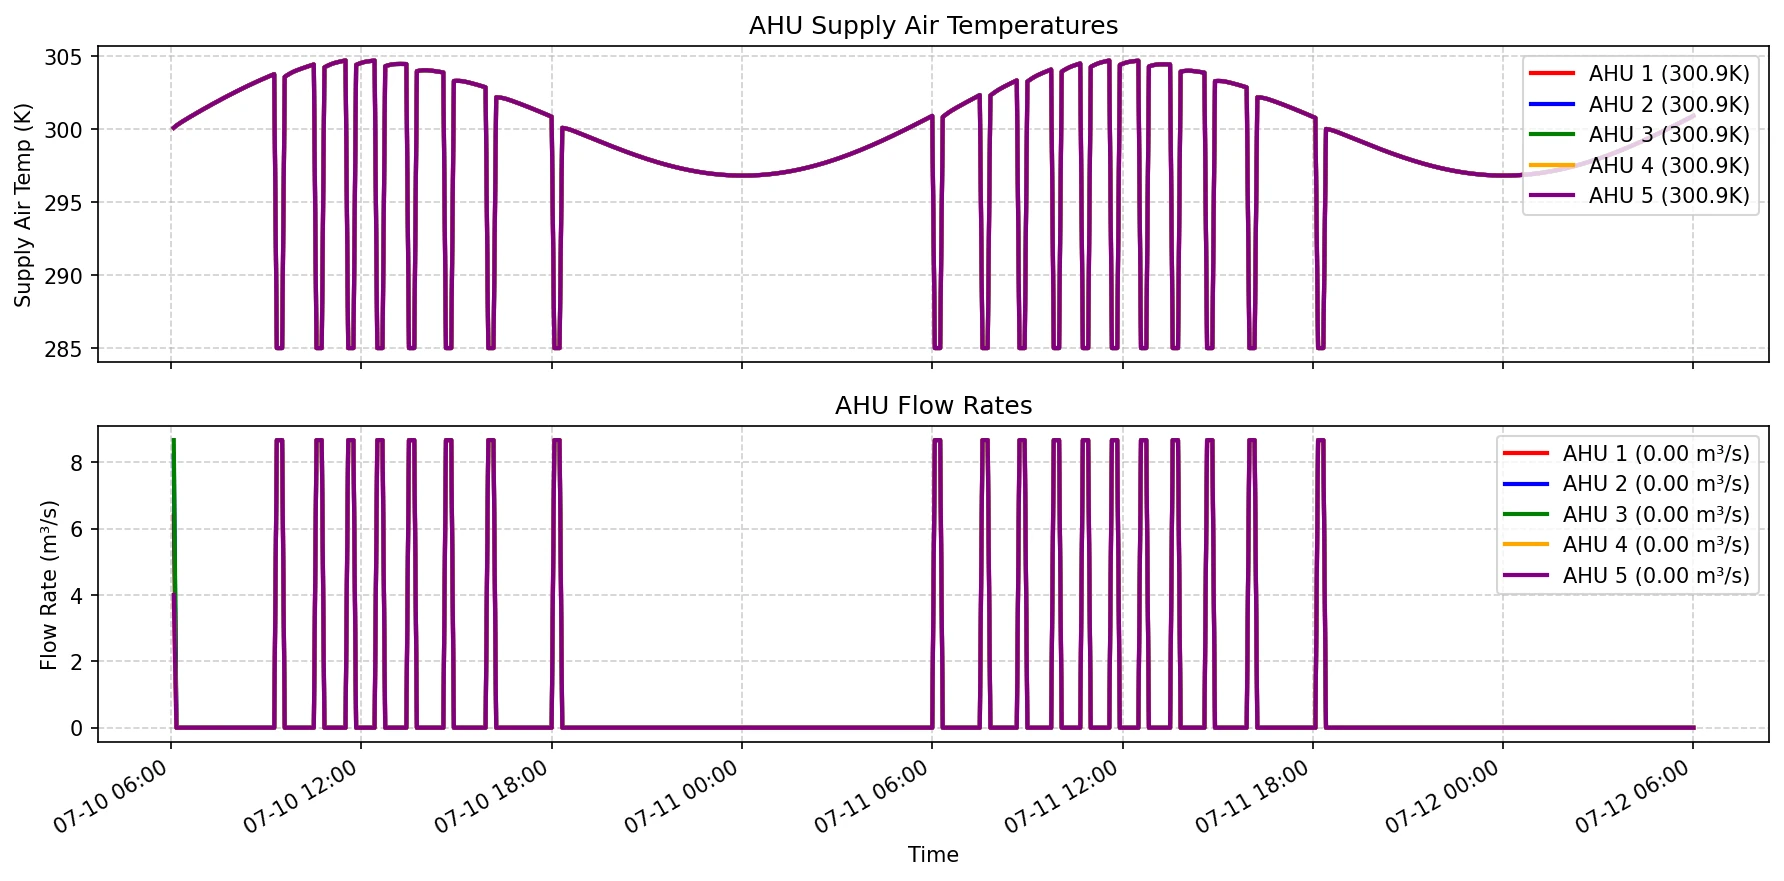 AHU Supply Air Temperatures
Supply Air Temp (K)
305
300
295
290
285
AHU 1 (300.9K)
AHU 2 (300.9K)
AHU 3 (300.9K)
AHU 4 (300.9K)
AHU 5 (300.9K)
AHU Flow Rates
Flow Rate (m³/s)
8
6
4
2
0
AHU 1 (0.00 m³/s)
AHU 2 (0.00 m³/s)
AHU 3 (0.00 m³/s)
AHU 4 (0.00 m³/s)
AHU 5 (0.00 m³/s)
07-10 06:00
07-10 12:00
07-10 18:00
07-11 00:00
07-11 06:00
07-11 12:00
07-11 18:00
07-12 00:00
07-12 06:00
Time